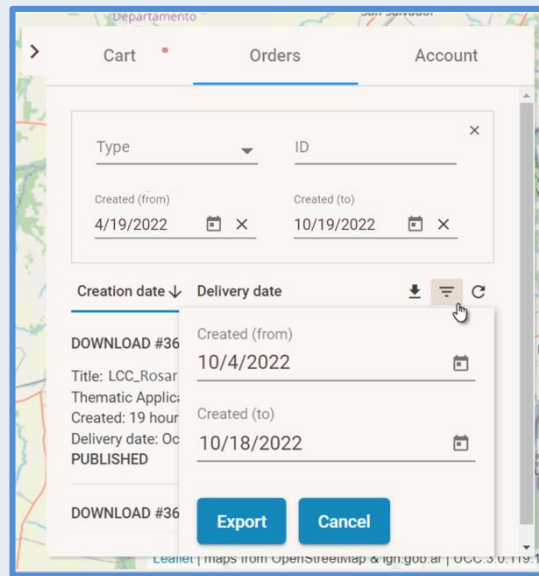 Departamento
San Salvador
Cart
Orders
Account
Type
ID
Created (from)
Created (to)
4/19/2022
10/19/2022
Creation date
Delivery date
DOWNLOAD #36
Title: LCC_Rosar
Thematic Applica
Created: 19 hour
Delivery date: Oc
PUBLISHED
DOWNLOAD #36
Created (from)
10/4/2022
Created (to)
10/18/2022
Export
Cancel
Leaflet | maps from OpenStreetMap & ign.gob.ar | UCC:3.0.119.1